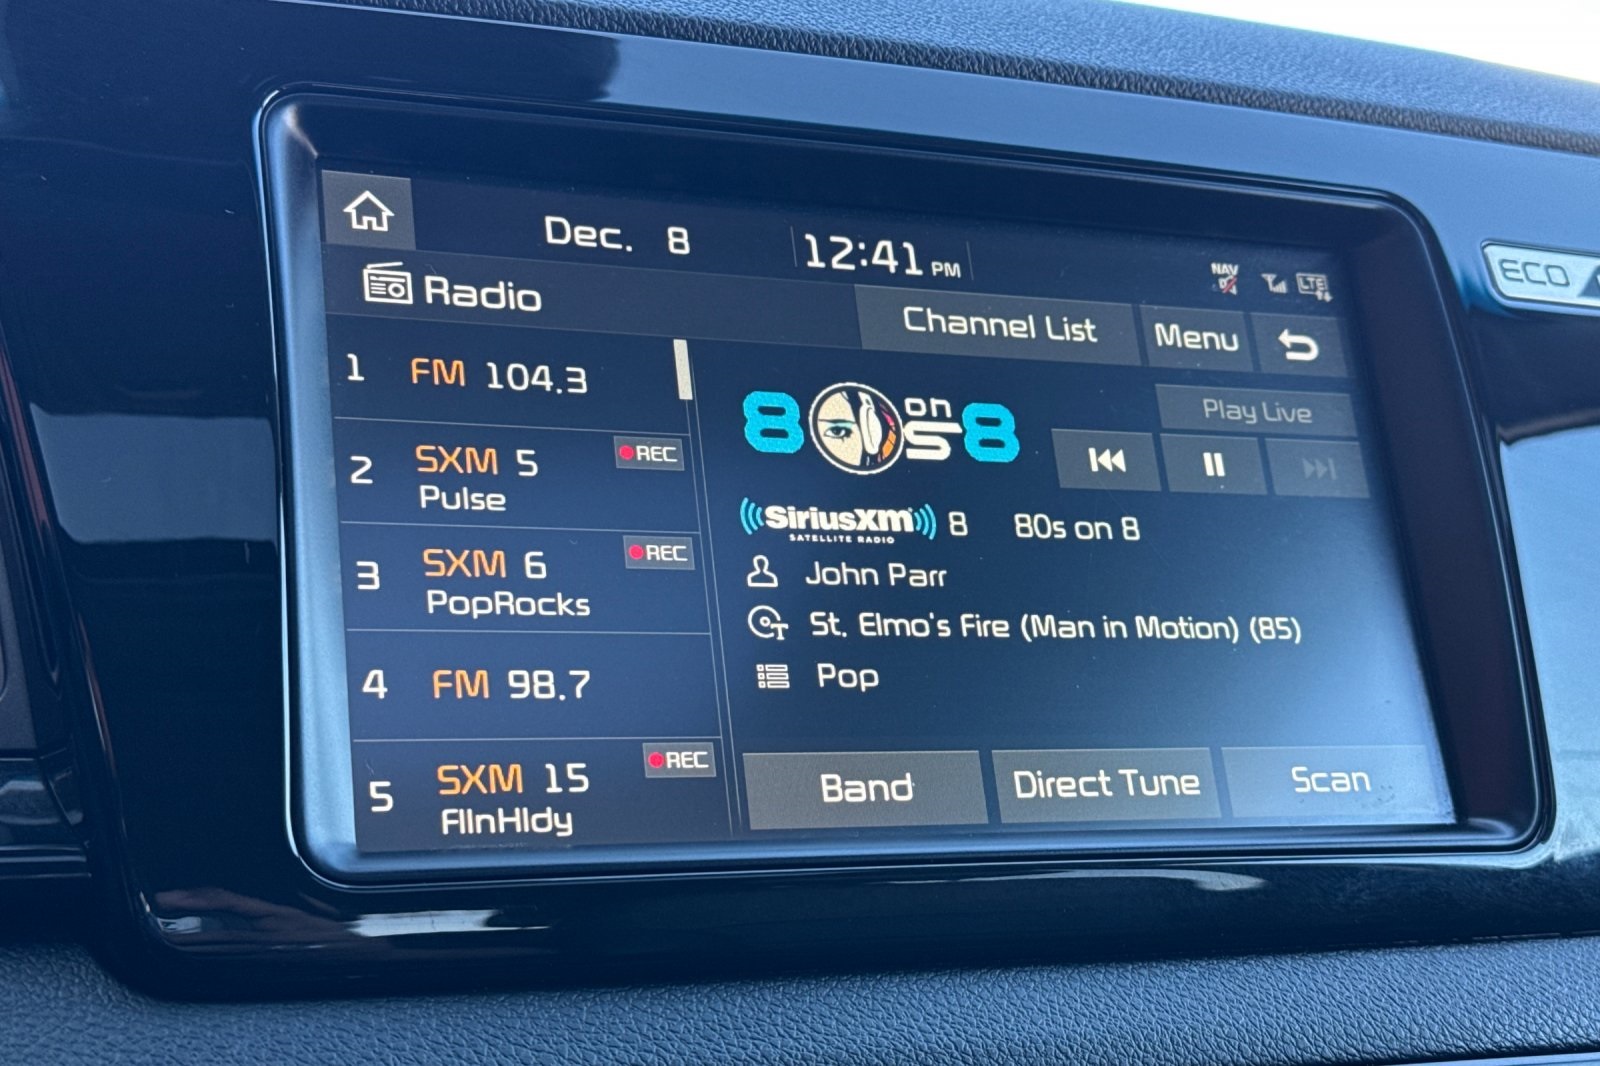 Dec. 8
12:41 PM
NAV
LTE
ECO
Radio
Channel List
Menu
1 FM 104.3
2 SXM 5
REC
Pulse
3 SXM 6
REC
PopRocks
4 FM 98.7
5 SXM 15
REC
FlInHldy
80s on 8
Play Live
SiriusXM 8 80s on 8
SATELLITE RADIO
John Parr
St. Elmo's Fire (Man in Motion) (85)
Pop
Band
Direct Tune
Scan